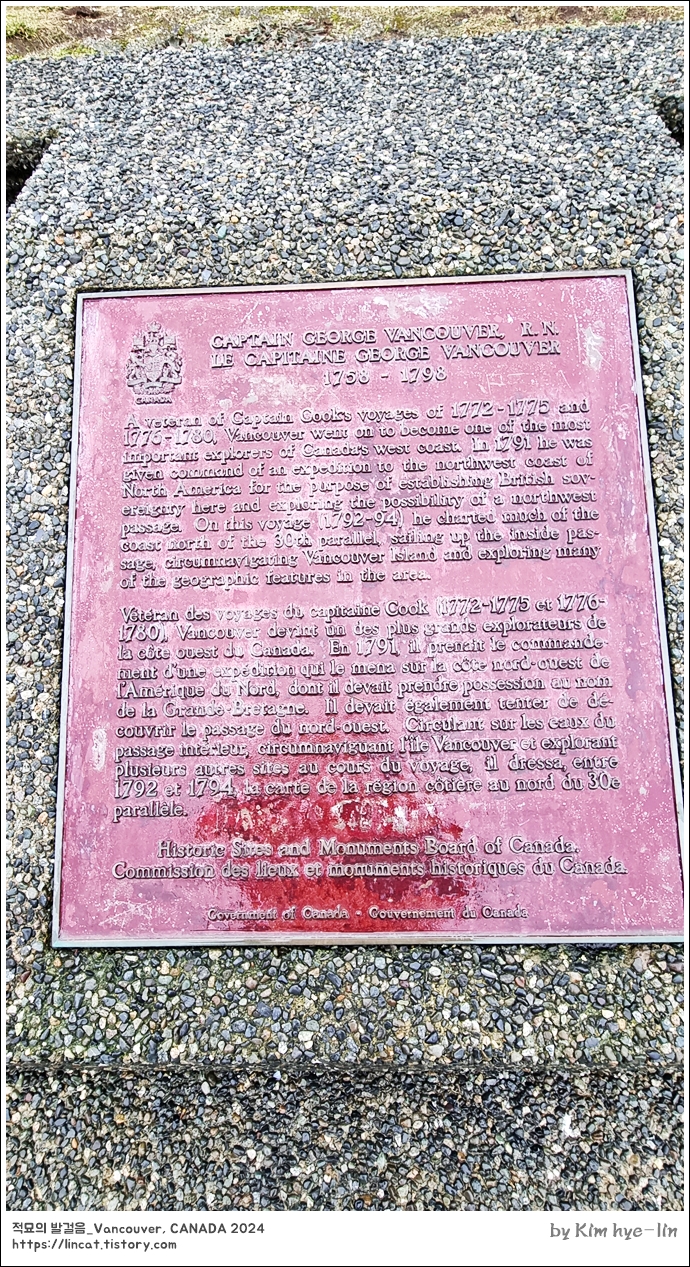 CANADA
CAPTAIN GEORGE VANCOUVER, R.N.
LE CAPITAINE GEORGE VANCOUVER
1758 - 1798
A veteran of Captain Cook's voyages of 1772-1775 and
1776-1780, Vancouver went on to become one of the most
important explorers of Canada's west coast. In 1791 he was
given command of an expedition to the northwest coast of
North America for the purpose of establishing British sov-
ereignty here and exploring the possibility of a northwest
passage. On this voyage (1792-94) he charted much of the
coast north of the 30th parallel, sailing up the inside pas-
sage, circumnavigating Vancouver Island and exploring many
of the geographic features in the area.
Vétéran des voyages du capitaine Cook (1772-1775 et 1776-
1780) Vancouver devint un des plus grands explorateurs de
la côte ouest du Canada. En 1791 il prenait le commande-
ment d'une expédition qui le mena sur la côte nord-ouest de
l'Amérique du Nord, dont il devait prendre possession au nom
de la Grande-Bretagne. Il devait également tenter de dé-
couvrir le passage du nord-ouest. Circulant sur les eaux du
passage intérieur, circumnaviguant l'île Vancouver et explorant
plusieurs autres sites au cours du voyage, il dressa, entre
1792 et 1794, la carte de la région côtière au nord du 30e
parallèle.
Historic Sites and Monuments Board of Canada.
Commission des lieux et monuments historiques du Canada.
Government of Canada - Gouvernement du Canada
적묘의 발걸음_Vancouver, CANADA 2024
by Kim hye-lin
https://lincat.tistory.com